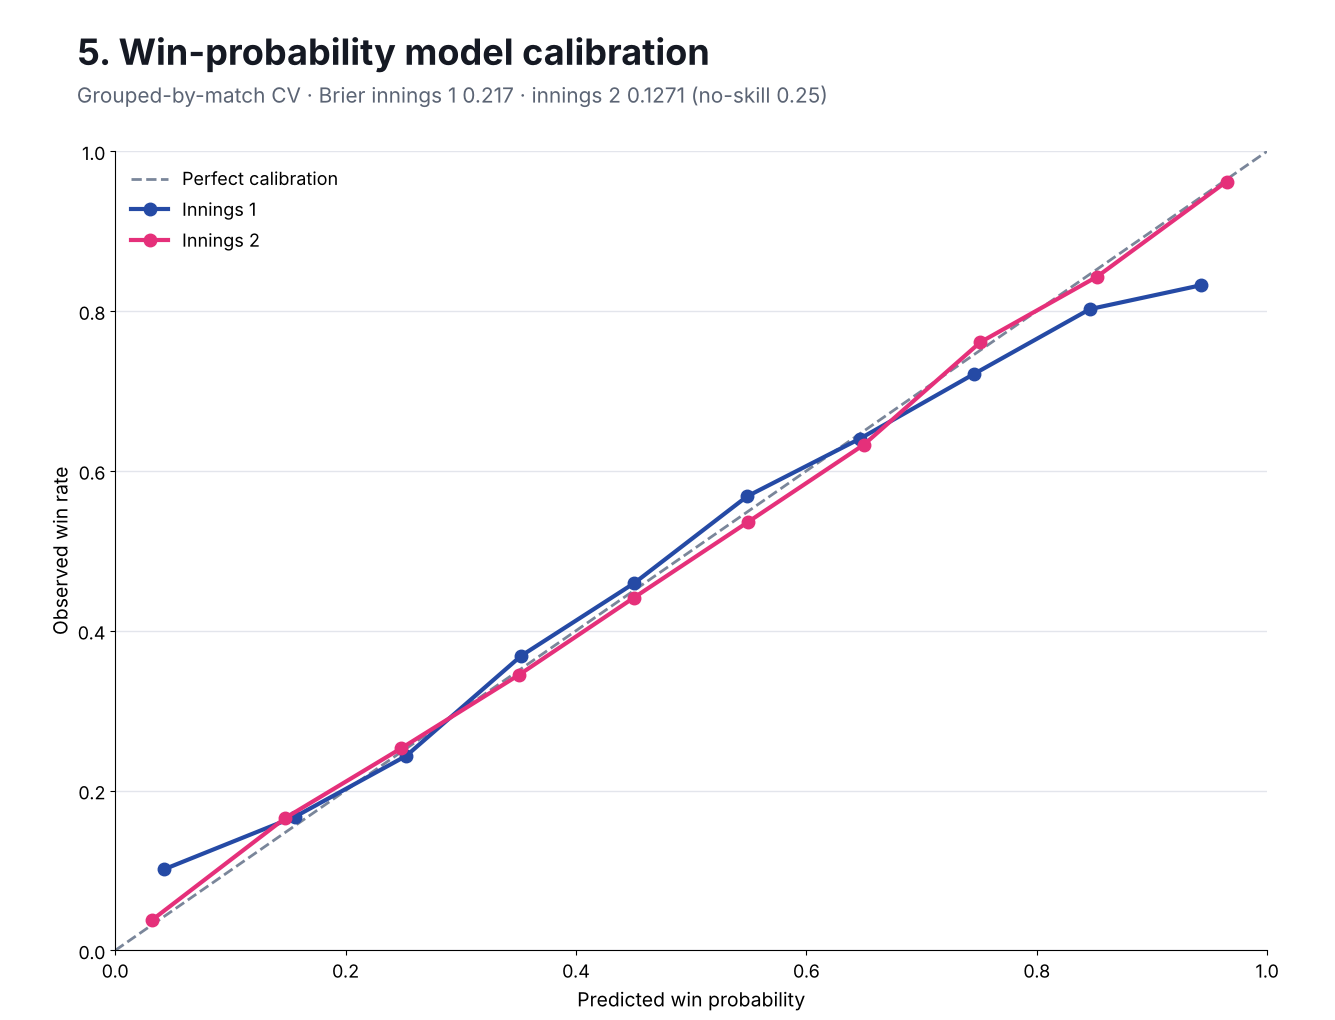 5. Win-probability model calibration
Grouped-by-match CV · Brier innings 1 0.217 · innings 2 0.1271 (no-skill 0.25)
1.0
Perfect calibration
Innings 1
Innings 2
0.8
0.6
0.4
0.2
0.0
Observed win rate
0.0 0.2 0.4 0.6 0.8 1.0
Predicted win probability